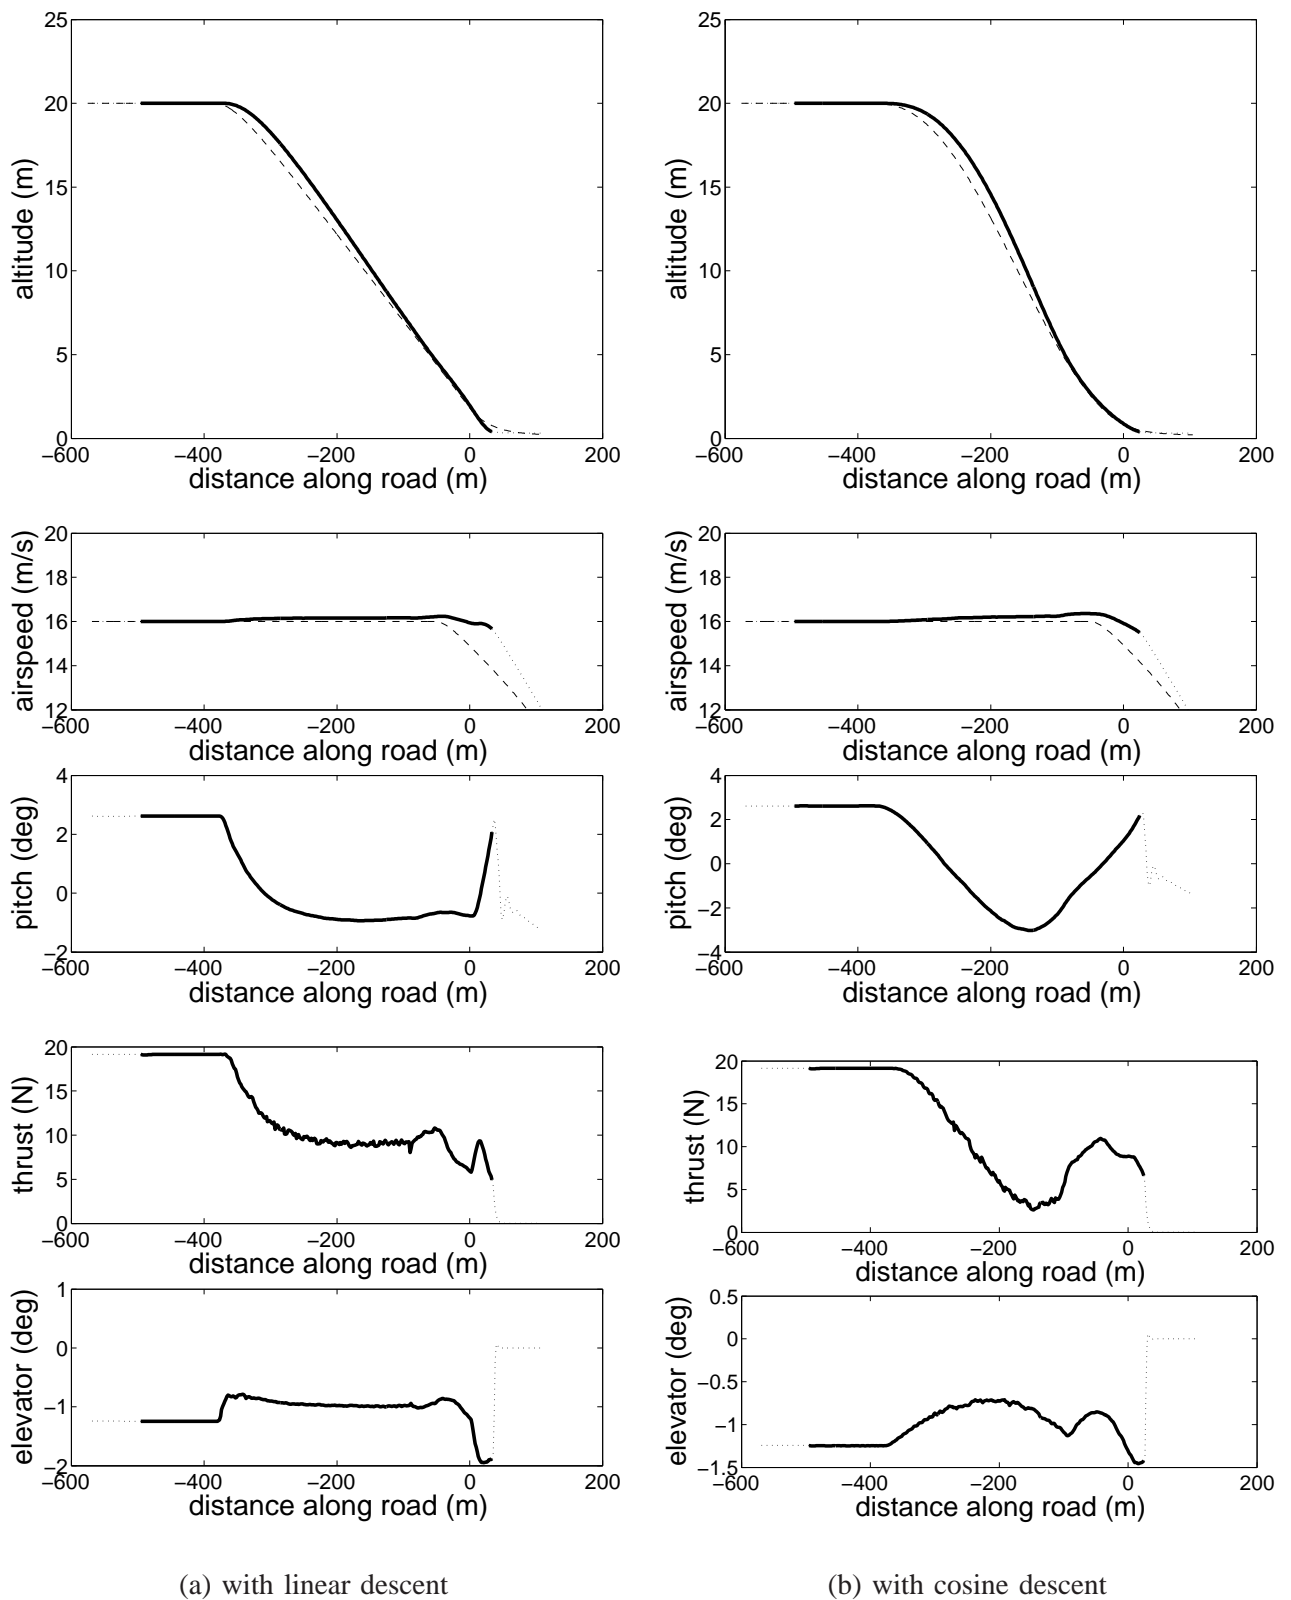 25
20
15
10
5
0
altitude (m)
−600 −400 −200 0 200
distance along road (m)
25
20
15
10
5
0
altitude (m)
−600 −400 −200 0 200
distance along road (m)
20
18
16
14
12
airspeed (m/s)
−600 −400 −200 0 200
distance along road (m)
20
18
16
14
12
airspeed (m/s)
−600 −400 −200 0 200
distance along road (m)
4
2
0
−2
pitch (deg)
−600 −400 −200 0 200
distance along road (m)
4
2
0
−2
−4
pitch (deg)
−600 −400 −200 0 200
distance along road (m)
20
15
10
5
0
thrust (N)
−600 −400 −200 0 200
distance along road (m)
20
15
10
5
0
thrust (N)
−600 −400 −200 0 200
distance along road (m)
1
0
−1
−2
elevator (deg)
−600 −400 −200 0 200
distance along road (m)
0.5
0
−0.5
−1
−1.5
elevator (deg)
−600 −400 −200 0 200
distance along road (m)
(a) with linear descent
(b) with cosine descent